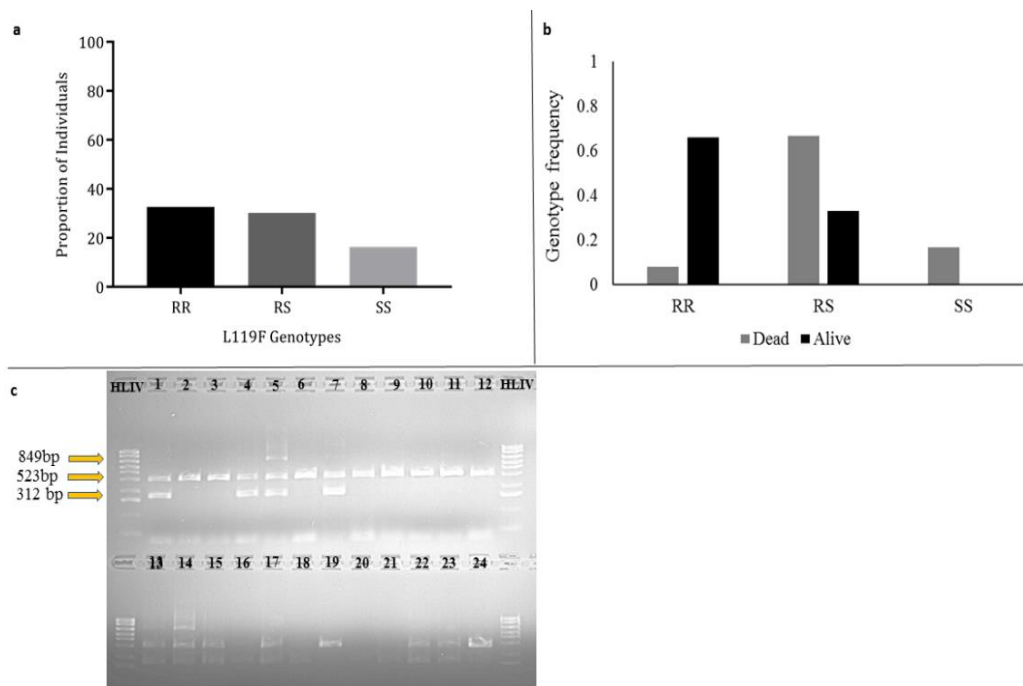 a
100
80
60
40
20
0
Proportion of Individuals
RR RS SS
L119F Genotypes
b
1
0.8
0.6
0.4
0.2
0
Genotype frequency
RR RS SS
Dead Alive
c
HLIV 1 2 3 4 5 6 7 8 9 10 11 12 HLIV
849bp
523bp
312 bp
13 14 15 16 17 18 19 20 21 22 23 24